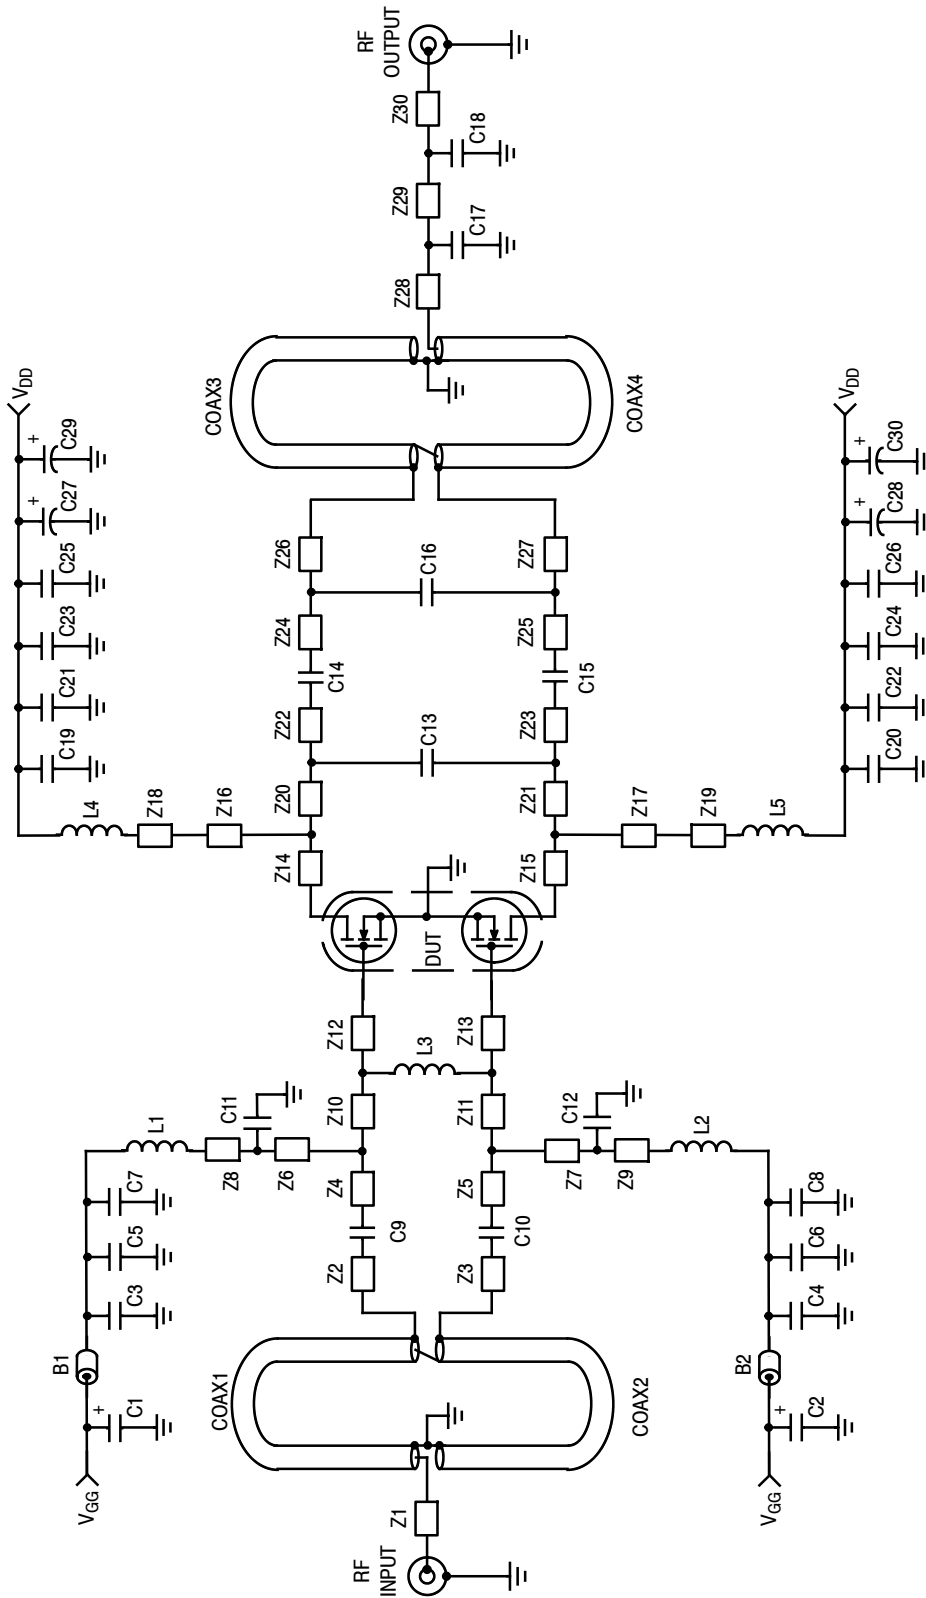 RF
INPUT
Z1
COAX1
COAX2
VGG
C1
+
B1
C3
C5
C7
L1
Z8
C11
Z6
Z2
C9
Z4
Z10
Z12
L3
Z3
C10
Z5
Z11
Z13
Z7
C12
Z9
L2
VGG
C2
+
B2
C4
C6
C8
DUT
Z14
Z16
Z18
L4
C19
C21
C23
C25
C27
+
C29
+
VDD
Z20
Z22
C14
Z24
Z26
C13
C16
Z15
Z21
Z23
C15
Z25
Z27
Z17
Z19
L5
C20
C22
C24
C26
C28
+
C30
+
VDD
COAX3
COAX4
Z28
C17
Z29
C18
Z30
RF
OUTPUT